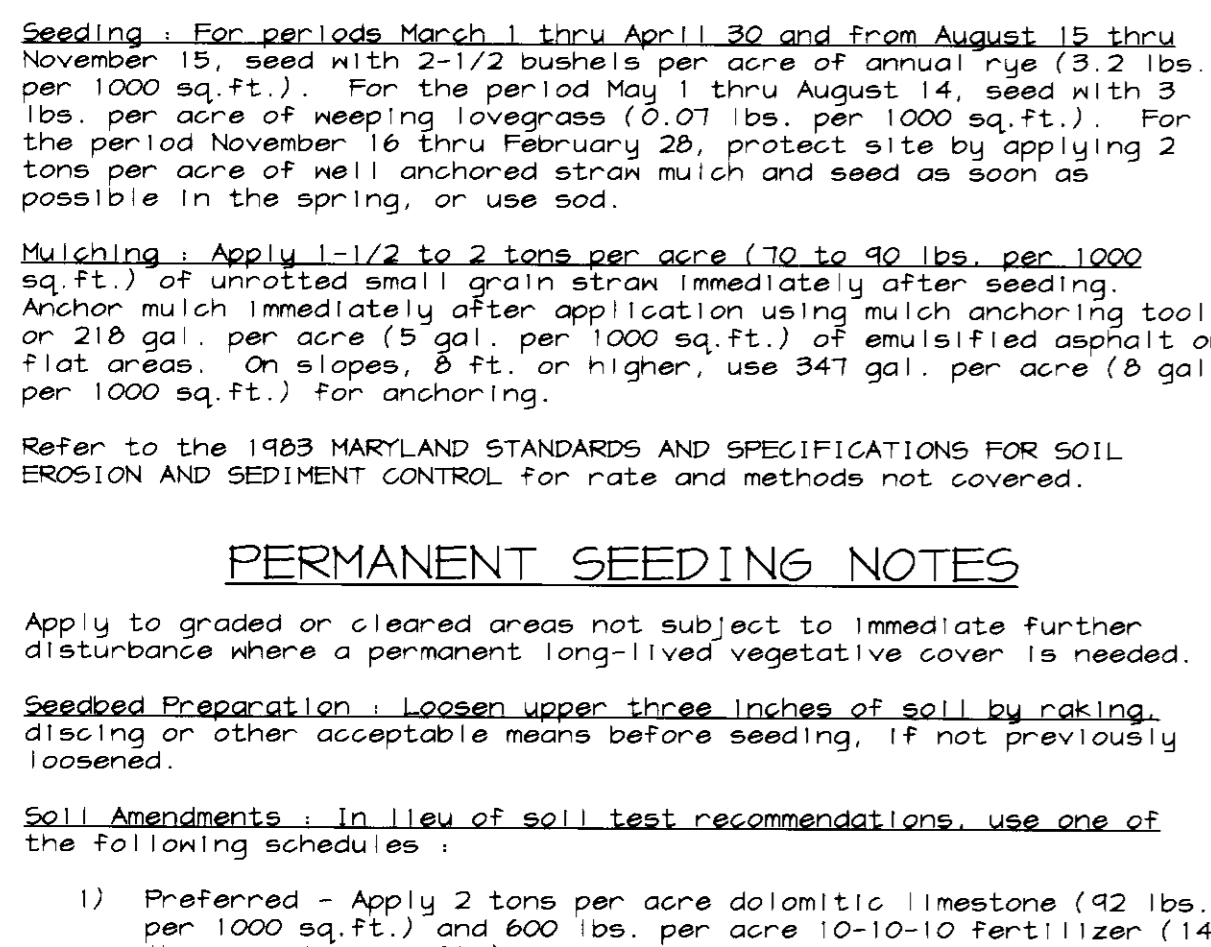 Seeding : For periods March 1 thru April 30 and from August 15 thru
November 15, seed with 2-1/2 bushels per acre of annual rye (3.2 lbs.
per 1000 sq.ft.). For the period May 1 thru August 14, seed with 3
lbs. per acre of weeping lovegrass (0.07 lbs. per 1000 sq.ft.). For
the period November 16 thru February 28, protect site by applying 2
tons per acre of well anchored straw mulch and seed as soon as
possible in the spring, or use sod.
Mulching : Apply 1-1/2 to 2 tons per acre (70 to 90 lbs. per 1000
sq.ft.) of unrotted small grain straw immediately after seeding.
Anchor mulch immediately after application using mulch anchoring tool
or 218 gal. per acre (5 gal. per 1000 sq.ft.) of emulsified asphalt
flat areas. On slopes, 8 ft. or higher, use 347 gal. per acre (8 gal
per 1000 sq.ft.) for anchoring.
Refer to the 1983 MARYLAND STANDARDS AND SPECIFICATIONS FOR SOIL
EROSION AND SEDIMENT CONTROL for rate and methods not covered.
PERMANENT SEEDING NOTES
Apply to graded or cleared areas not subject to immediate further
disturbance where a permanent long-lived vegetative cover is needed.
Seedbed Preparation : Loosen upper three inches of soil by raking,
discing or other acceptable means before seeding, if not previously
loosened.
Soil Amendments : In lieu of soil test recommendations, use one of
the following schedules :
1) Preferred - Apply 2 tons per acre dolomitic limestone (92 lbs.
per 1000 sq.ft.) and 600 lbs. per acre 10-10-10 fertilizer (14